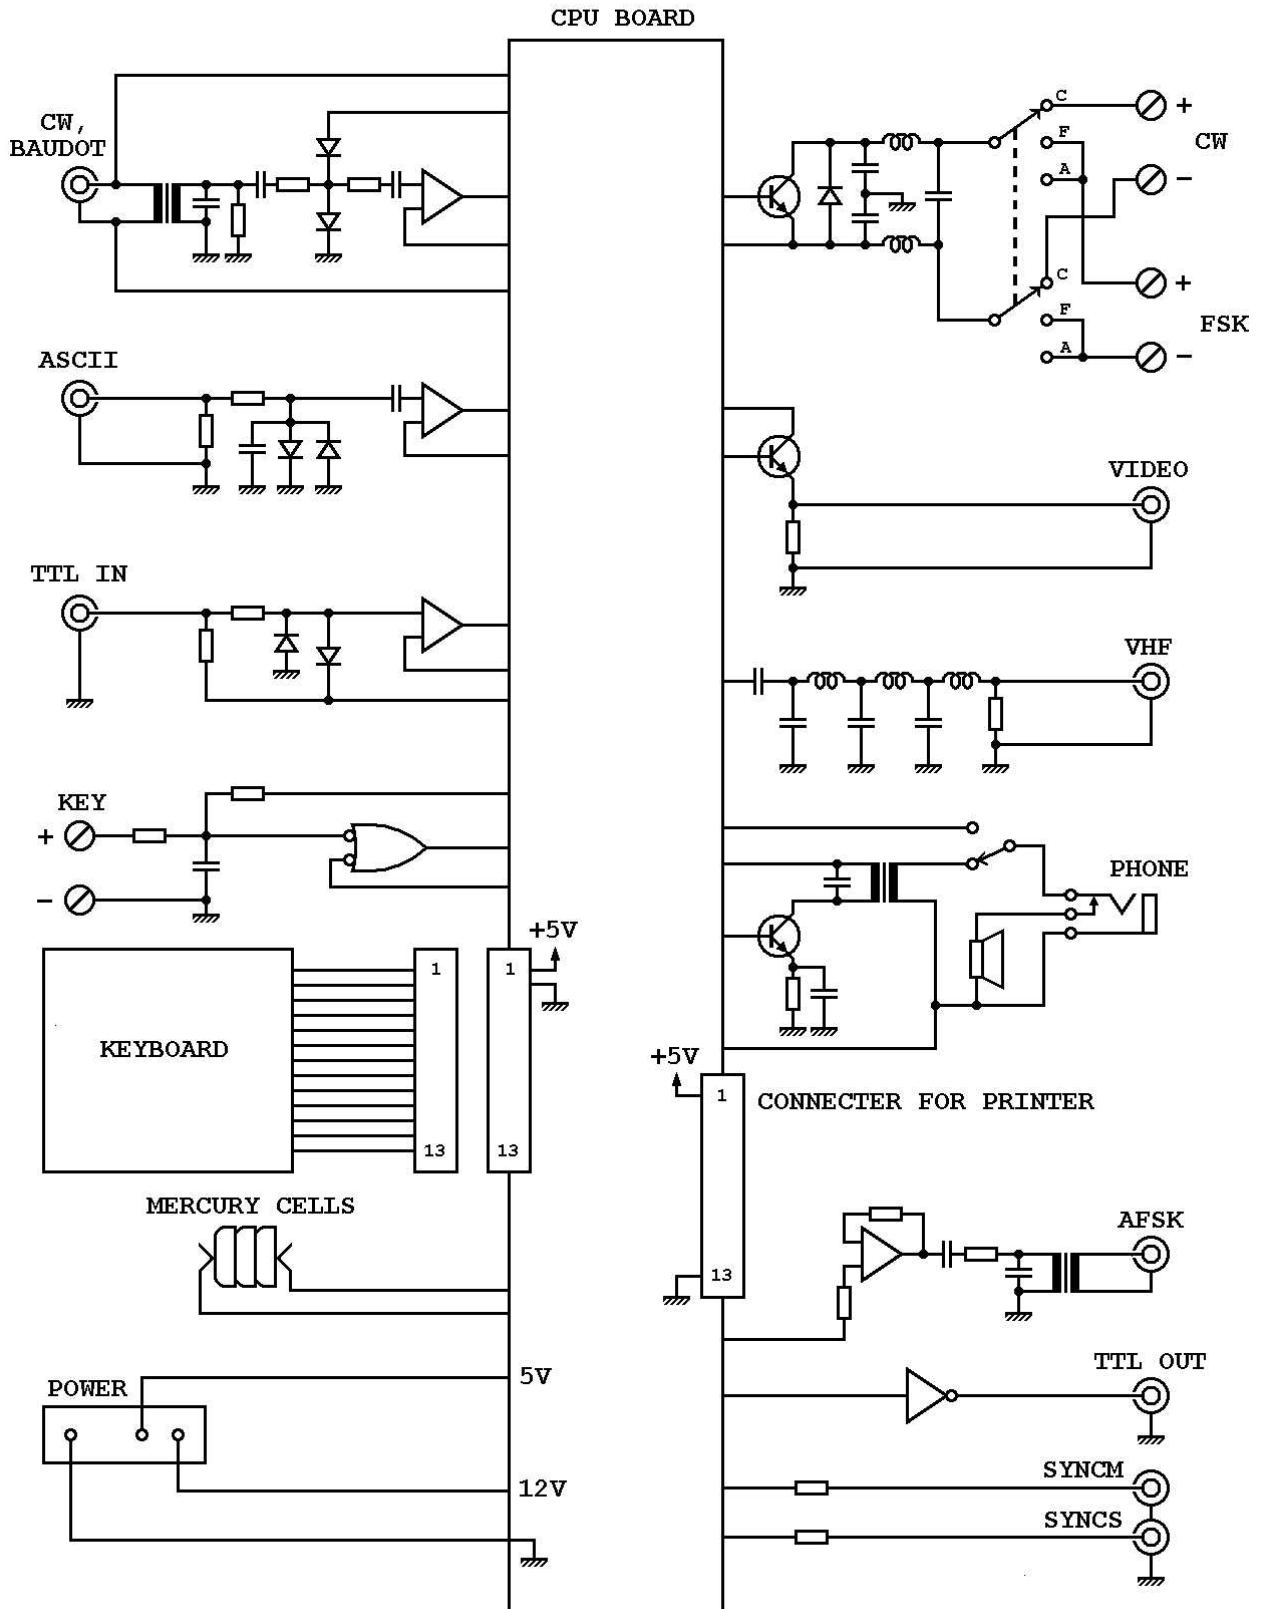 CPU BOARD
CW,
BAUDOT
C
F
A
+
CW
−
C
F
A
+
FSK
−
ASCII
VIDEO
TTL IN
VHF
KEY
+
−
PHONE
+5V
1
1
KEYBOARD
13
13
+5V
1
CONNECTER FOR PRINTER
13
MERCURY CELLS
AFSK
POWER
5V
TTL OUT
12V
SYNCM
SYNCS